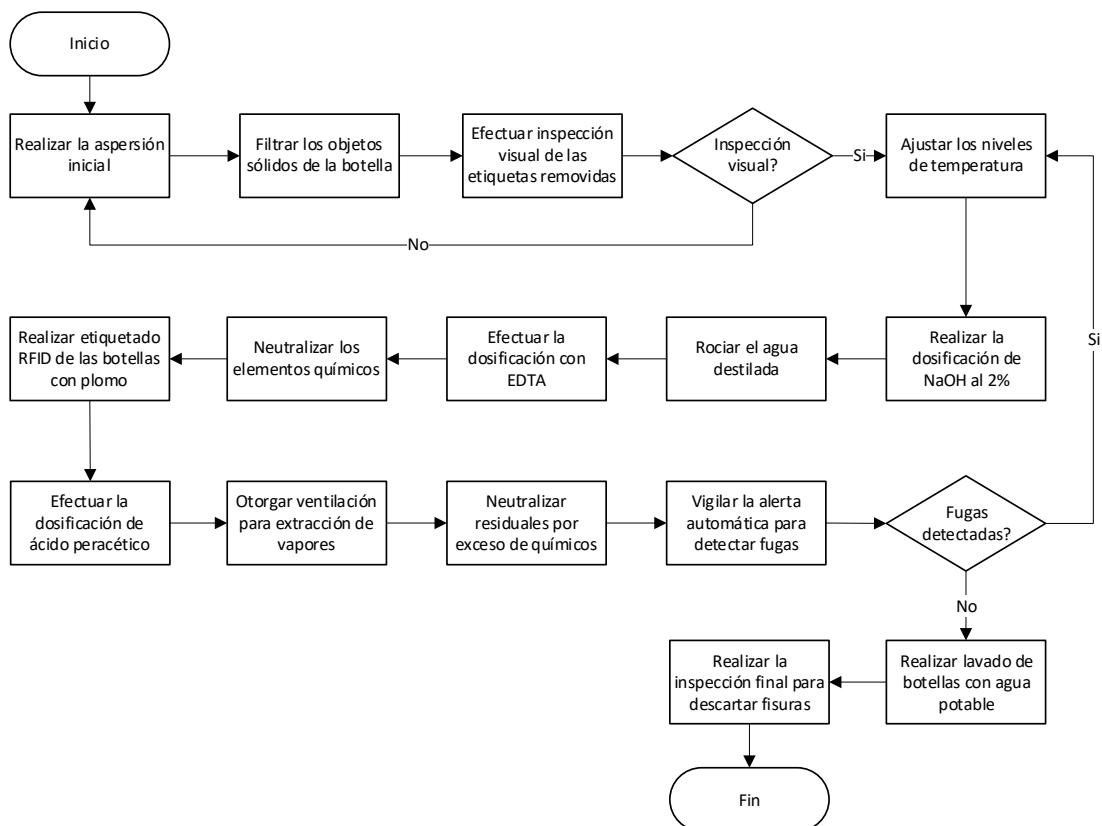 Inicio
Realizar la aspersión
inicial
Filtrar los objetos
sólidos de la botella
Efectuar inspección
visual de las
etiquetas removidas
Inspección
visual?
Si
Ajustar los niveles
de temperatura
No
Realizar etiquetado
RFID de las botellas
con plomo
Neutralizar los
elementos químicos
Efectuar la
dosificación con
EDTA
Rociar el agua
destilada
Realizar la
dosificación de
NaOH al 2%
Si
Efectuar la
dosificación de
ácido peracético
Otorgar ventilación
para extracción de
vapores
Neutralizar
residuales por
exceso de químicos
Vigilar la alerta
automática para
detectar fugas
Fugas
detectadas?
No
Realizar la
inspección final para
descartar fisuras
Realizar lavado de
botellas con agua
potable
Fin